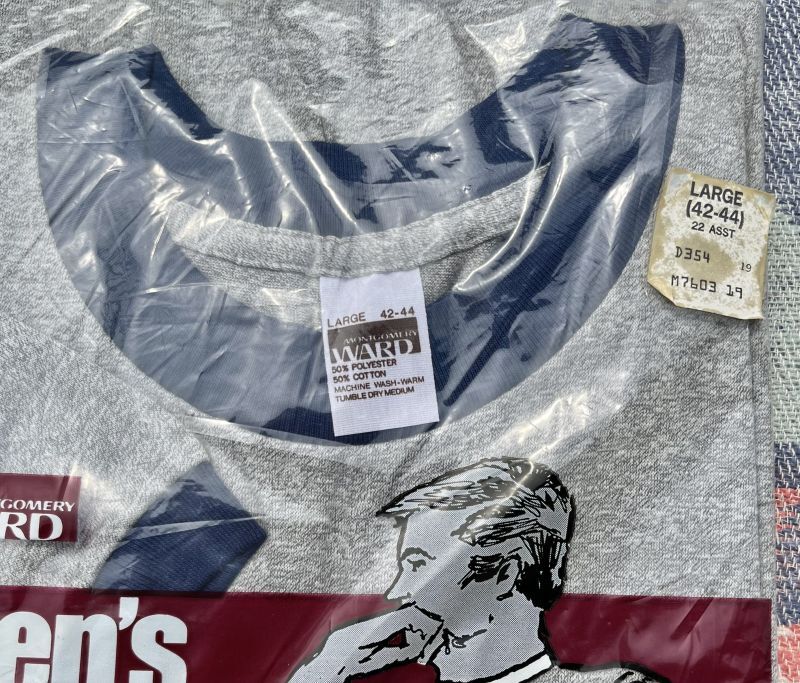 LARGE
(42-44)
22 ASST
D354 19
M7603 19
LARGE 42-44
MONTGOMERY
WARD
50% POLYESTER
50% COTTON
MACHINE WASH-WARM
TUMBLE DRY MEDIUM
GOMERY
RD
en's